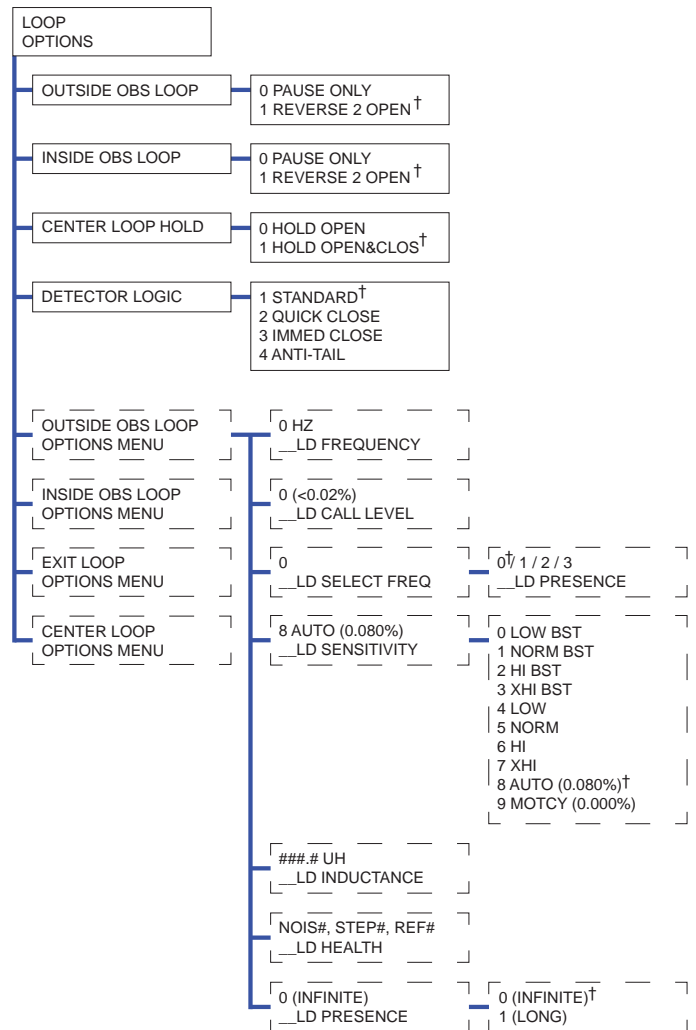 LOOP
OPTIONS
OUTSIDE OBS LOOP
0 PAUSE ONLY
1 REVERSE 2 OPEN†
INSIDE OBS LOOP
0 PAUSE ONLY
1 REVERSE 2 OPEN†
CENTER LOOP HOLD
0 HOLD OPEN
1 HOLD OPEN&CLOS†
DETECTOR LOGIC
1 STANDARD†
2 QUICK CLOSE
3 IMMED CLOSE
4 ANTI-TAIL
OUTSIDE OBS LOOP
OPTIONS MENU
0 HZ
__LD FREQUENCY
INSIDE OBS LOOP
OPTIONS MENU
0 (<0.02%)
__LD CALL LEVEL
EXIT LOOP
OPTIONS MENU
0
__LD SELECT FREQ
0†/ 1 / 2 / 3
__LD PRESENCE
CENTER LOOP
OPTIONS MENU
8 AUTO (0.080%)
__LD SENSITIVITY
0 LOW BST
1 NORM BST
2 HI BST
3 XHI BST
4 LOW
5 NORM
6 HI
7 XHI
8 AUTO (0.080%)†
9 MOTCY (0.000%)
###.# UH
__LD INDUCTANCE
NOIS#, STEP#, REF#
__LD HEALTH
0 (INFINITE)
__LD PRESENCE
0 (INFINITE)†
1 (LONG)